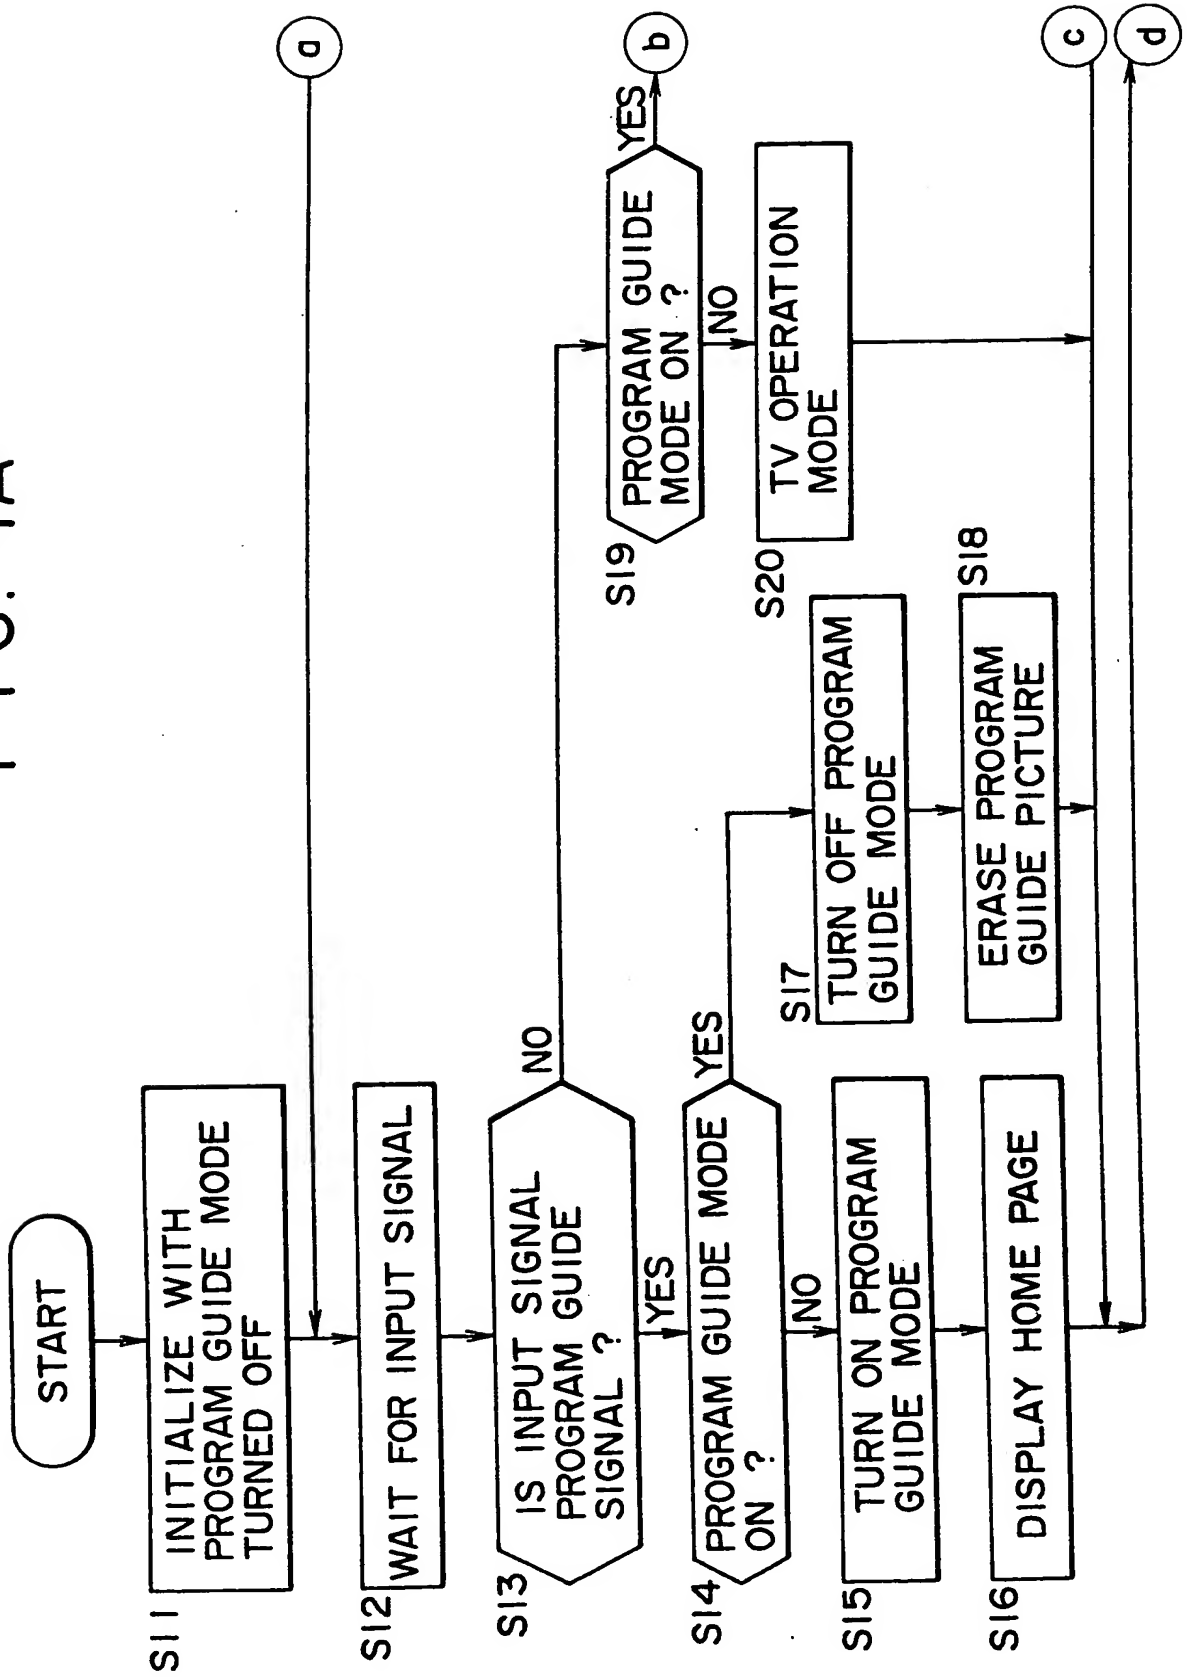 START
S11
INITIALIZE WITH
PROGRAM GUIDE MODE
TURNED OFF
a
S12
WAIT FOR INPUT SIGNAL
S13
IS INPUT SIGNAL
PROGRAM GUIDE
SIGNAL ?
NO
YES
S14
PROGRAM GUIDE MODE
ON ?
YES
NO
S15
TURN ON PROGRAM
GUIDE MODE
S16
DISPLAY HOME PAGE
S17
TURN OFF PROGRAM
GUIDE MODE
S18
ERASE PROGRAM
GUIDE PICTURE
S19
PROGRAM GUIDE
MODE ON ?
YES
b
NO
S20
TV OPERATION
MODE
c
d